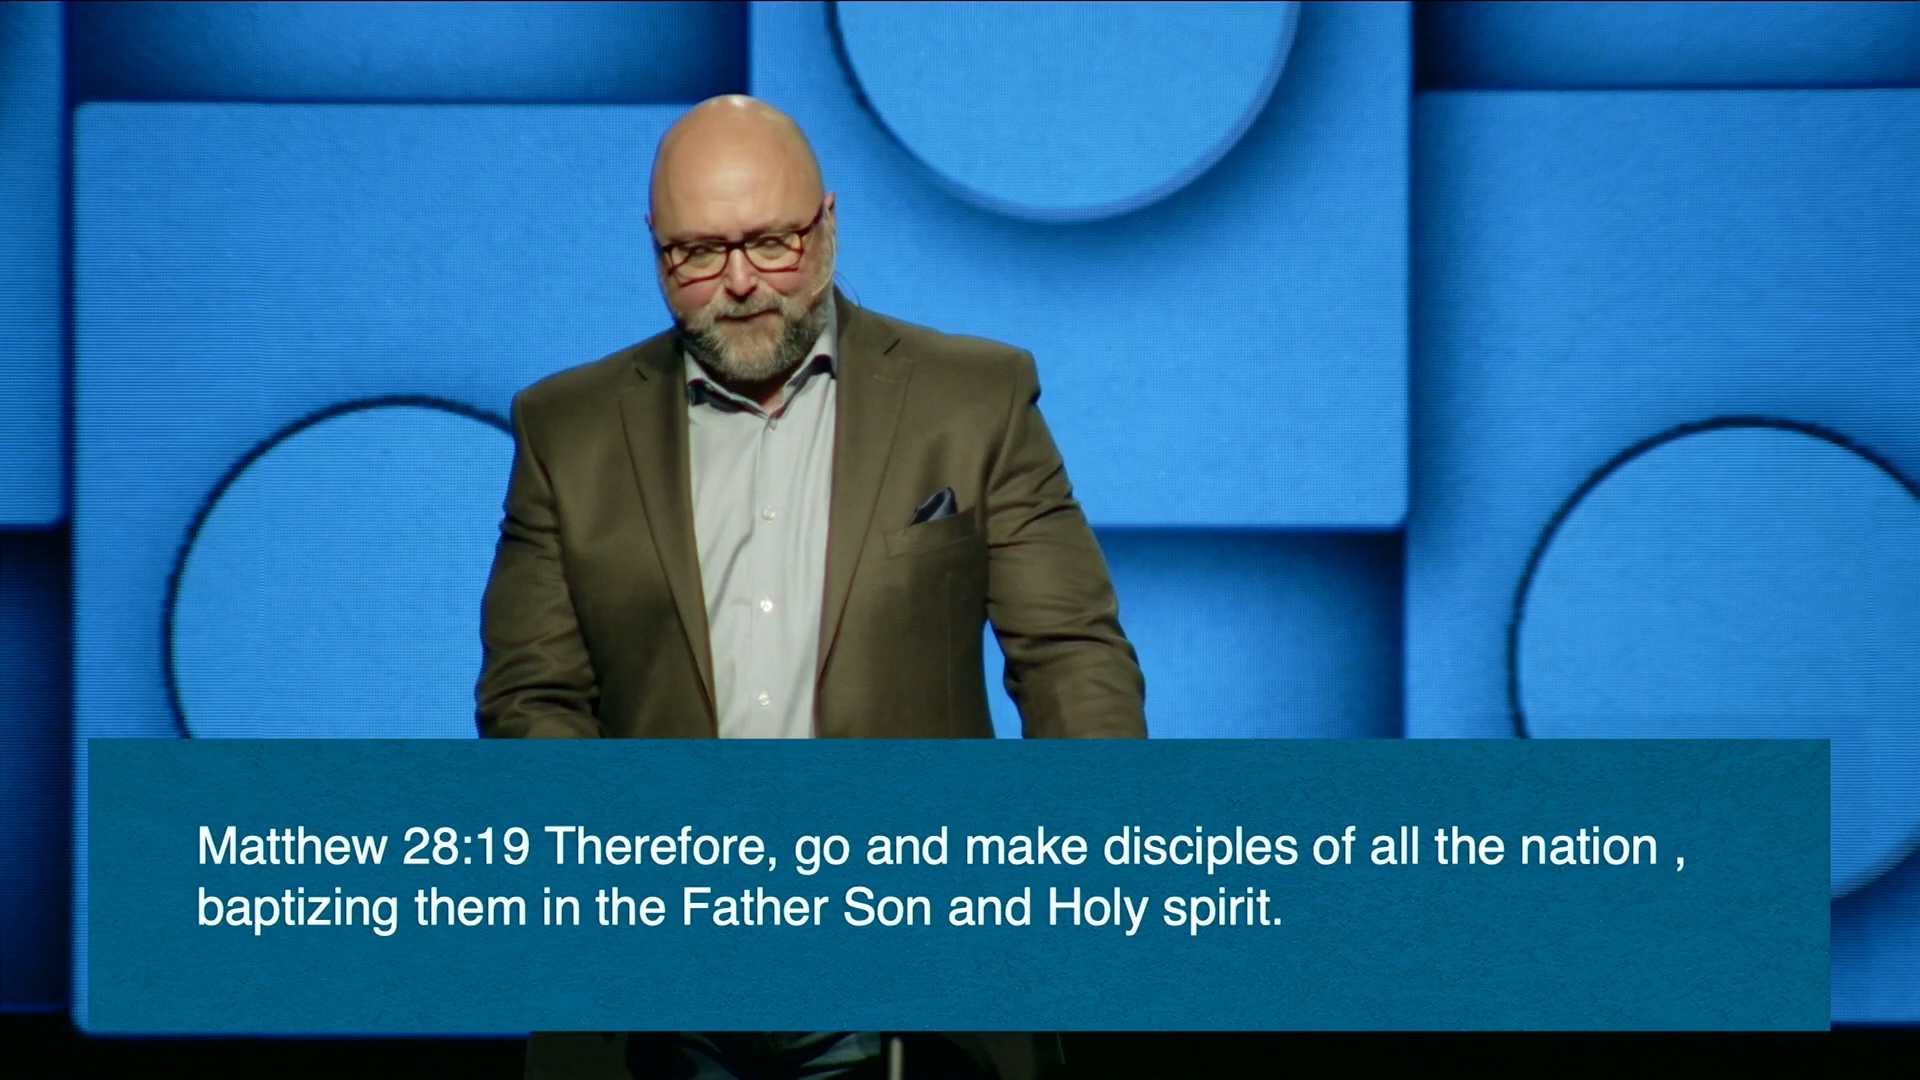 Matthew 28:19 Therefore, go and make disciples of all the nation ,
baptizing them in the Father Son and Holy spirit.